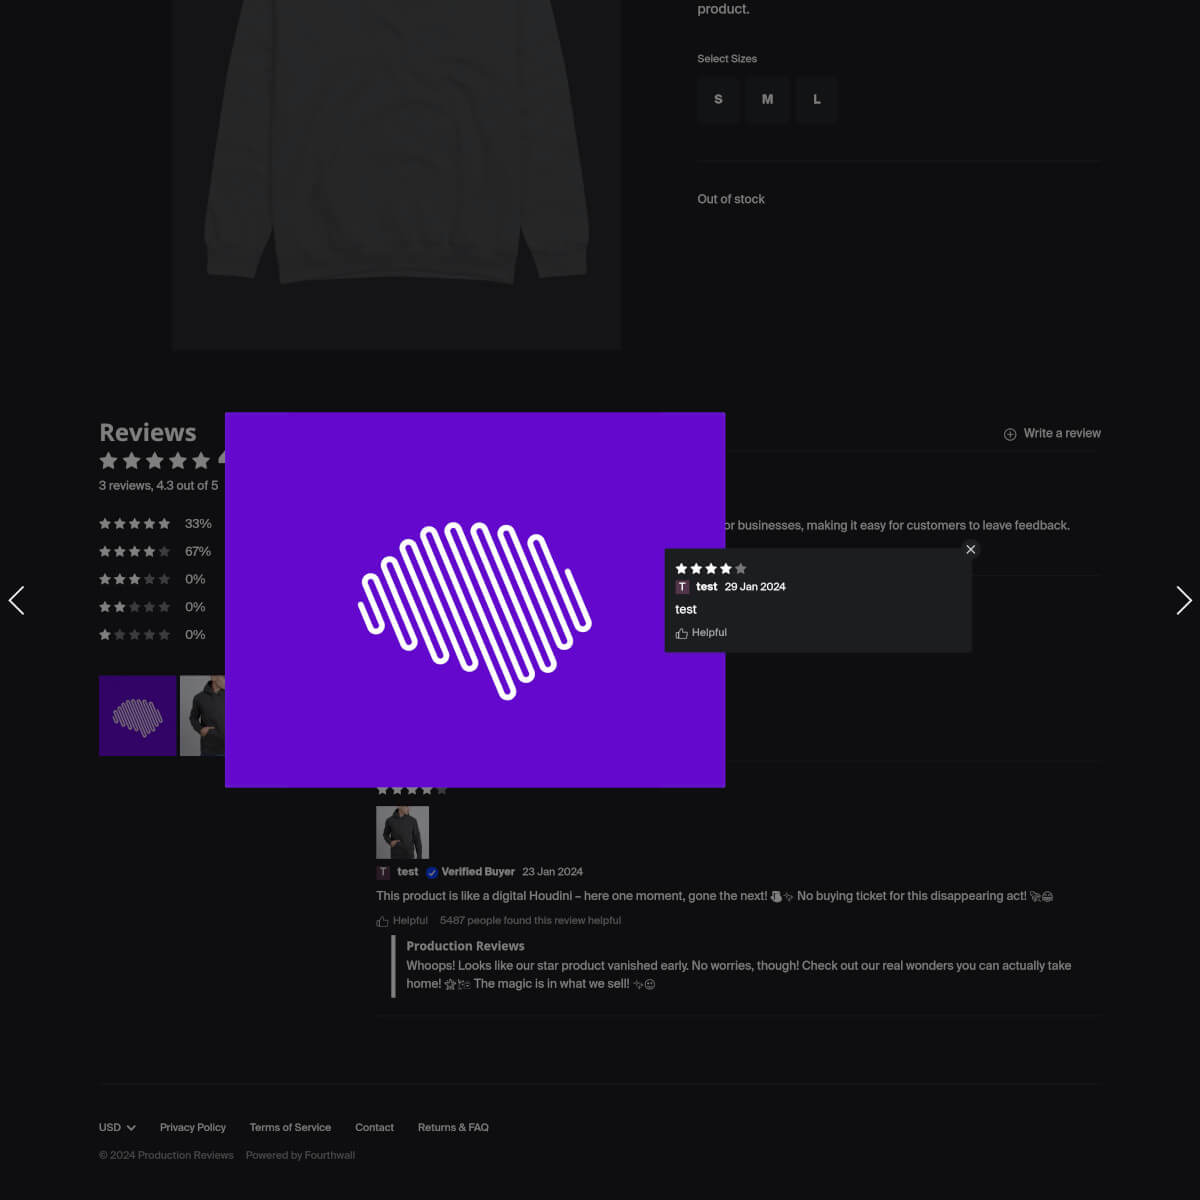 product.
Select Sizes
S M L
Out of stock
Reviews
Write a review
3 reviews, 4.3 out of 5
33%
or businesses, making it easy for customers to leave feedback.
67%
T test 29 Jan 2024
0%
test
0%
Helpful
0%
T test Verified Buyer 23 Jan 2024
This product is like a digital Houdini – here one moment, gone the next! No buying ticket for this disappearing act!
Helpful 5487 people found this review helpful
Production Reviews
Whoops! Looks like our star product vanished early. No worries, though! Check out our real wonders you can actually take
home! The magic is in what we sell!
USD Privacy Policy Terms of Service Contact Returns & FAQ
© 2024 Production Reviews Powered by Fourthwall